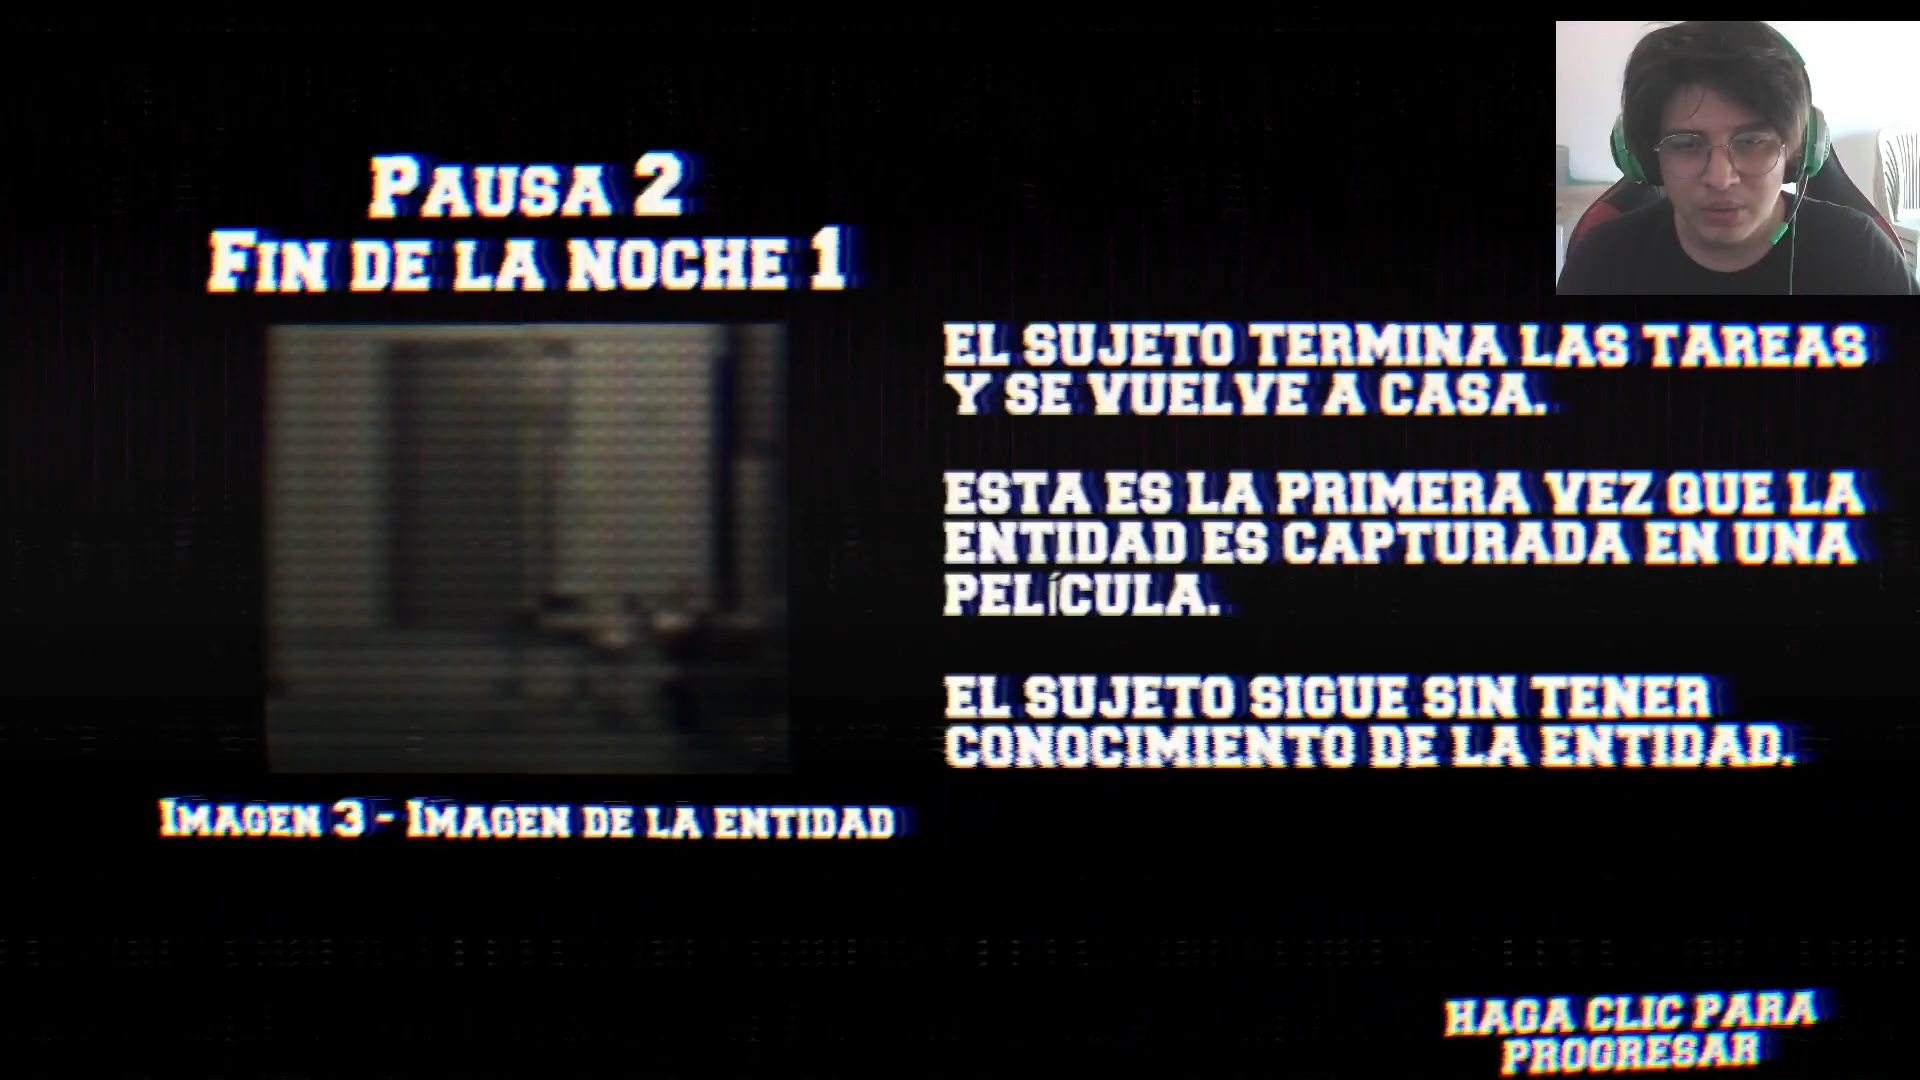 PAUSA 2
FIN DE LA NOCHE 1
EL SUJETO TERMINA LAS TAREAS
Y SE VUELVE A CASA.
ESTA ES LA PRIMERA VEZ QUE LA
ENTIDAD ES CAPTURADA EN UNA
PELÍCULA.
EL SUJETO SIGUE SIN TENER
CONOCIMIENTO DE LA ENTIDAD.
IMAGEN 3 - IMAGEN DE LA ENTIDAD
HAGA CLIC PARA
PROGRESAR